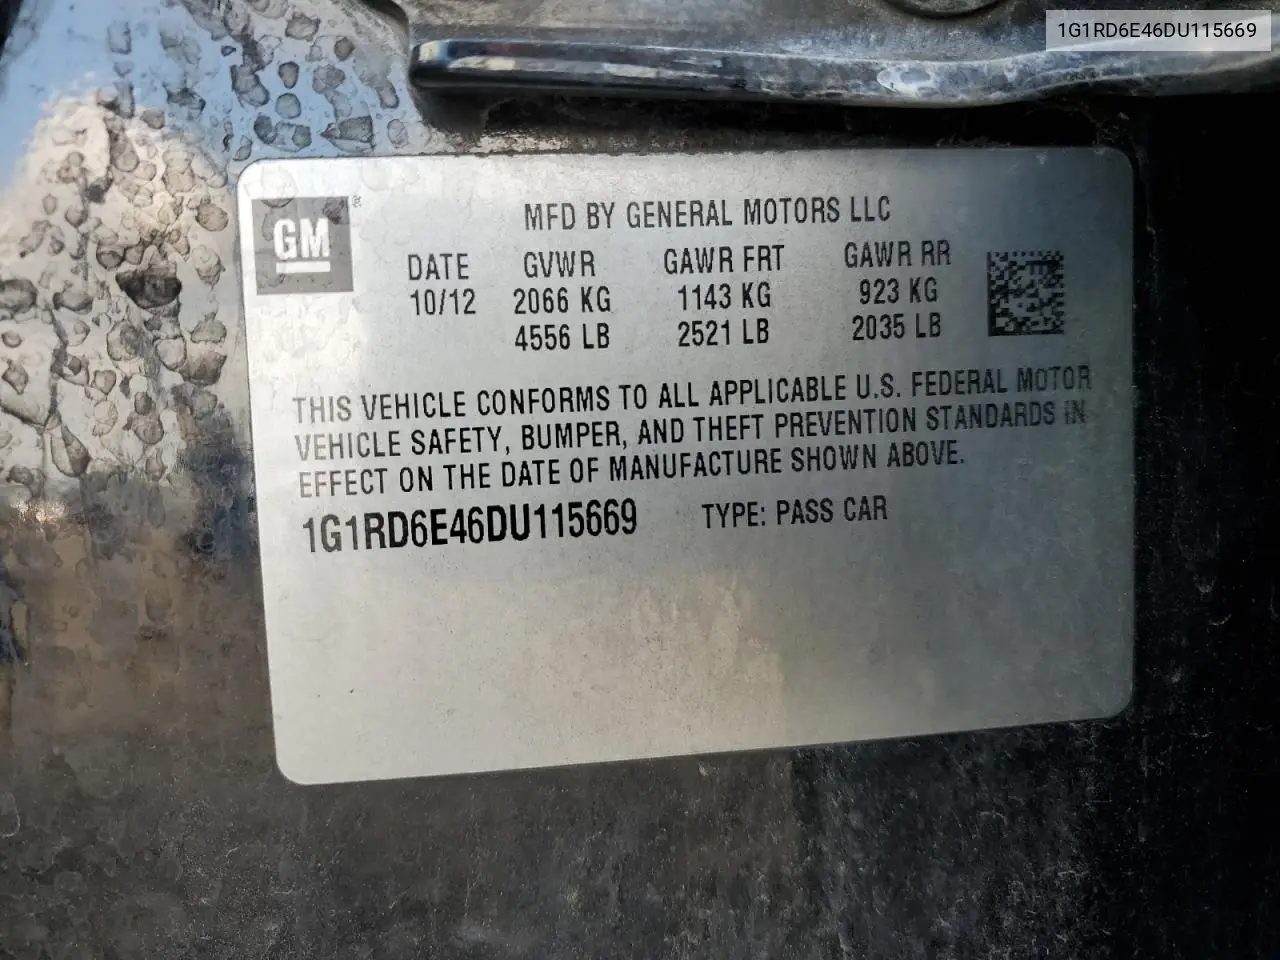 1G1RD6E46DU115669
GM®
MFD BY GENERAL MOTORS LLC
DATE GVWR GAWR FRT GAWR RR
10/12 2066 KG 1143 KG 923 KG
4556 LB 2521 LB 2035 LB
THIS VEHICLE CONFORMS TO ALL APPLICABLE U.S. FEDERAL MOTOR
VEHICLE SAFETY, BUMPER, AND THEFT PREVENTION STANDARDS IN
EFFECT ON THE DATE OF MANUFACTURE SHOWN ABOVE.
1G1RD6E46DU115669 TYPE: PASS CAR